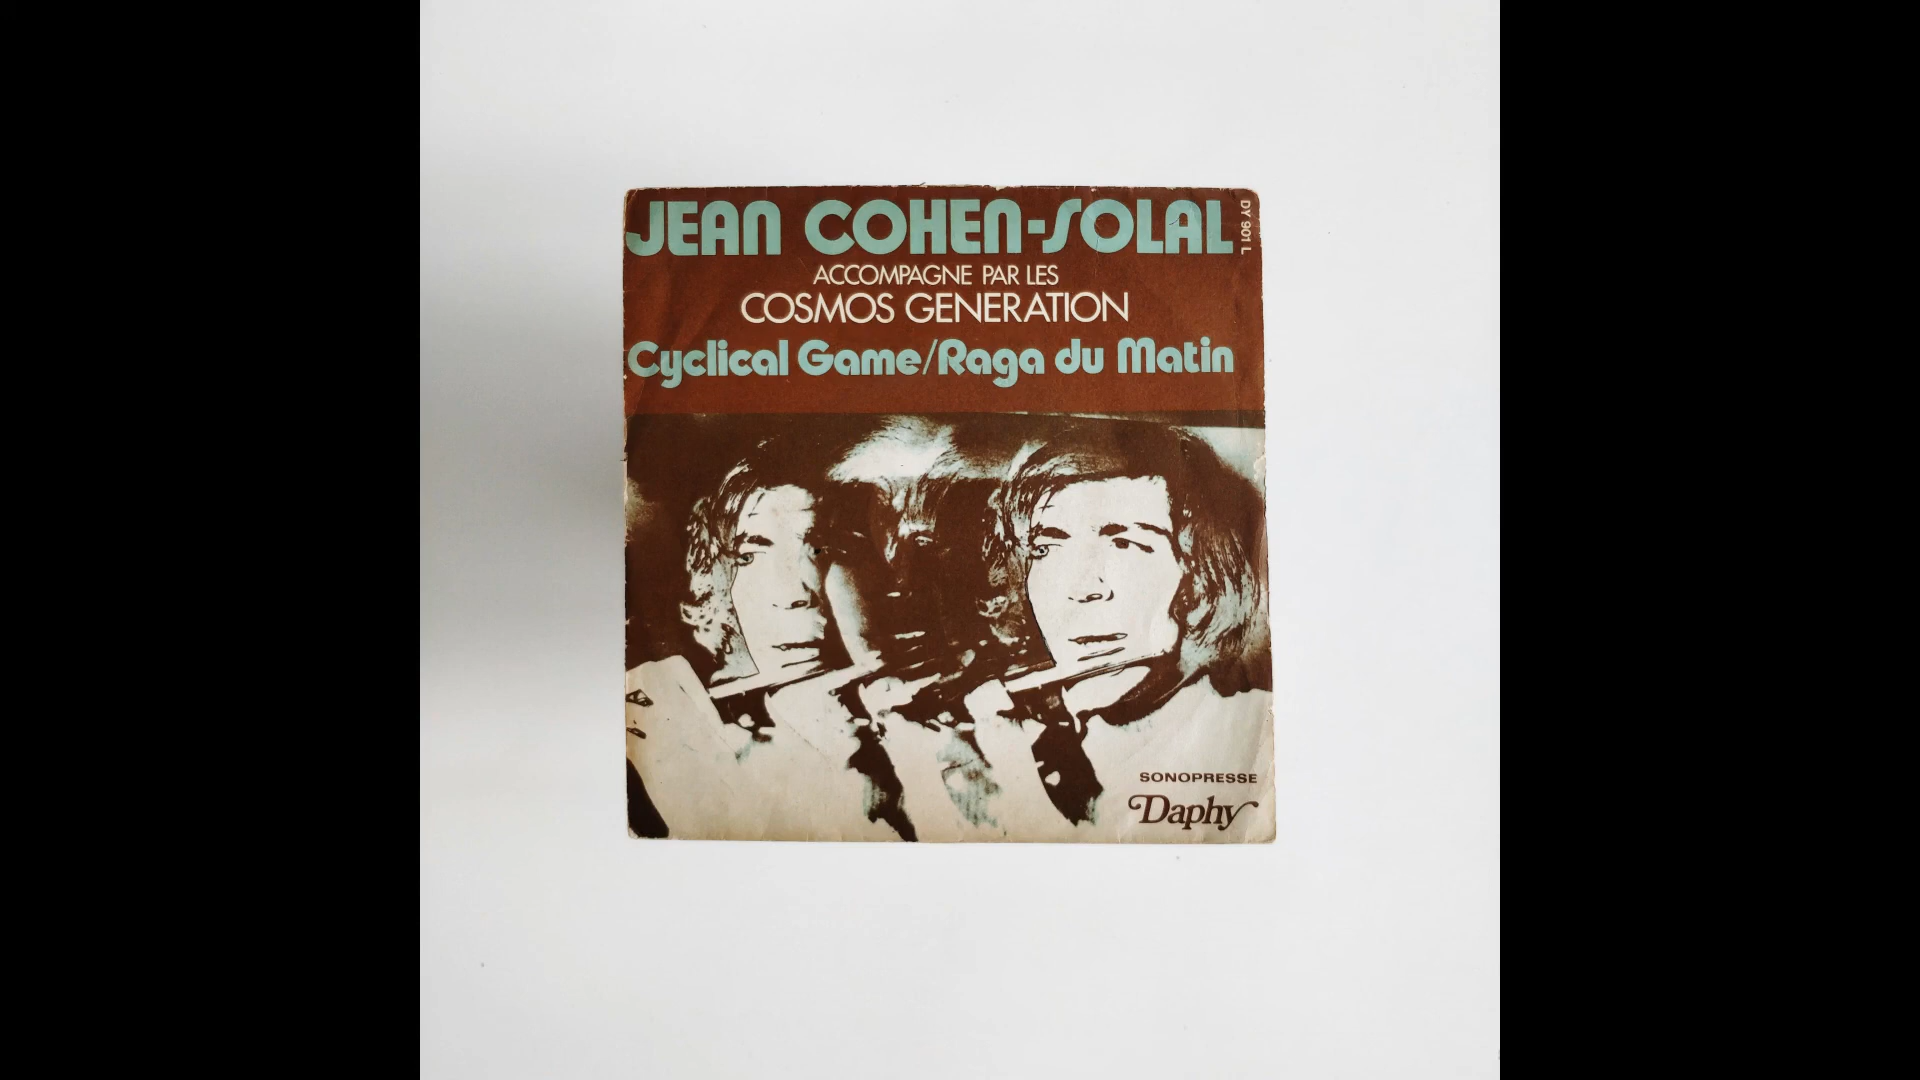 JEAN COHEN-SOLAL
DY 901 L
ACCOMPAGNE PAR LES
COSMOS GENERATION
Cyclical Game/Raga du Matin
SONOPRESSE
Daphy